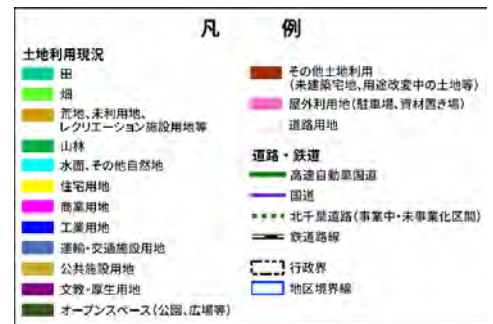 凡 例
土地利用現況
田
畑
荒地、未利用地、
レクリエーション施設用地等
山林
水面、その他自然地
住宅用地
商業用地
工業用地
運輸・交通施設用地
公共施設用地
文教・厚生用地
オープンスペース(公園、広場等)
その他土地利用
(未建築宅地、用途改変中の土地等)
屋外利用地(駐車場、資材置き場)
道路用地
道路・鉄道
高速自動車国道
国道
北千葉道路(事業中・未事業化区間)
鉄道路線
行政界
地区境界線